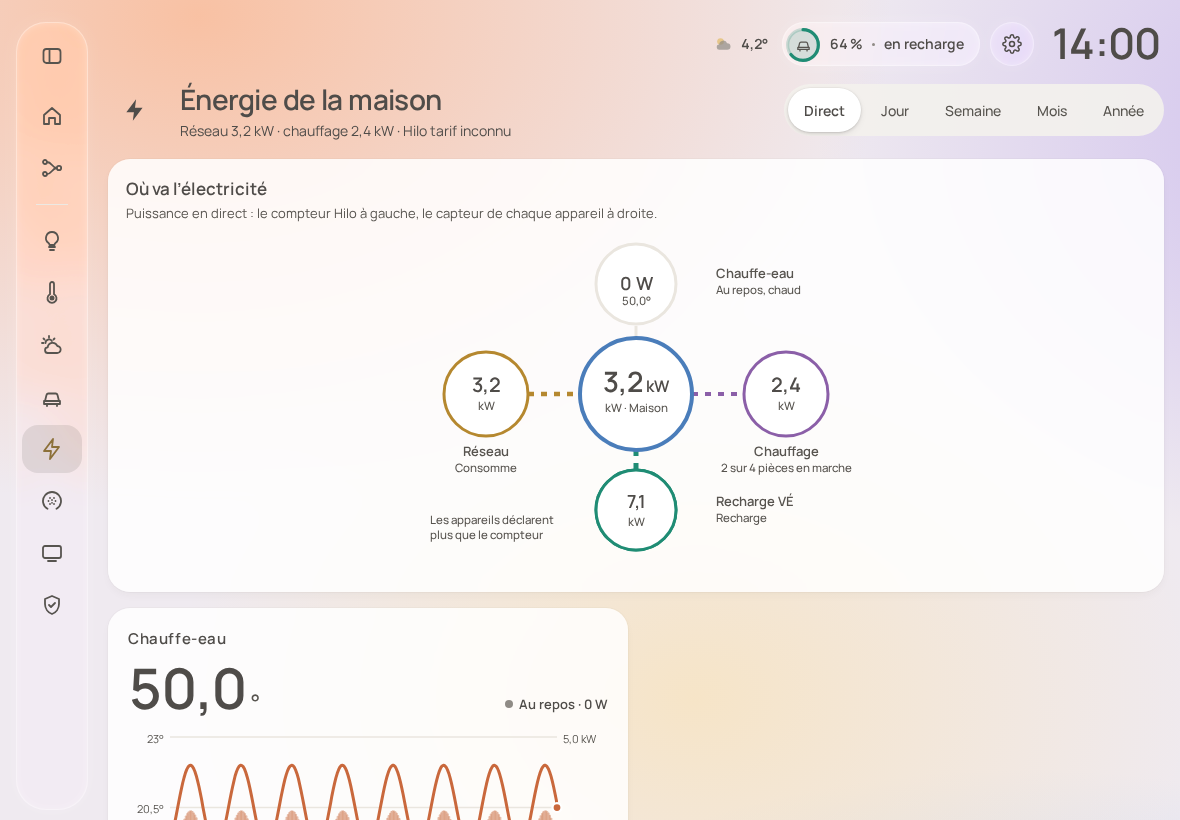 4,2°
64 % · en recharge
14:00
Énergie de la maison
Réseau 3,2 kW · chauffage 2,4 kW · Hilo tarif inconnu
Direct
Jour
Semaine
Mois
Année
Où va l'électricité
Puissance en direct : le compteur Hilo à gauche, le capteur de chaque appareil à droite.
0 W
50,0°
Chauffe-eau
Au repos, chaud
3,2
kW
Réseau
Consomme
3,2 kW
kW · Maison
2,4
kW
Chauffage
2 sur 4 pièces en marche
7,1
kW
Recharge VÉ
Recharge
Les appareils déclarent
plus que le compteur
Chauffe-eau
50,0°
Au repos · 0 W
23°
5,0 kW
20,5°